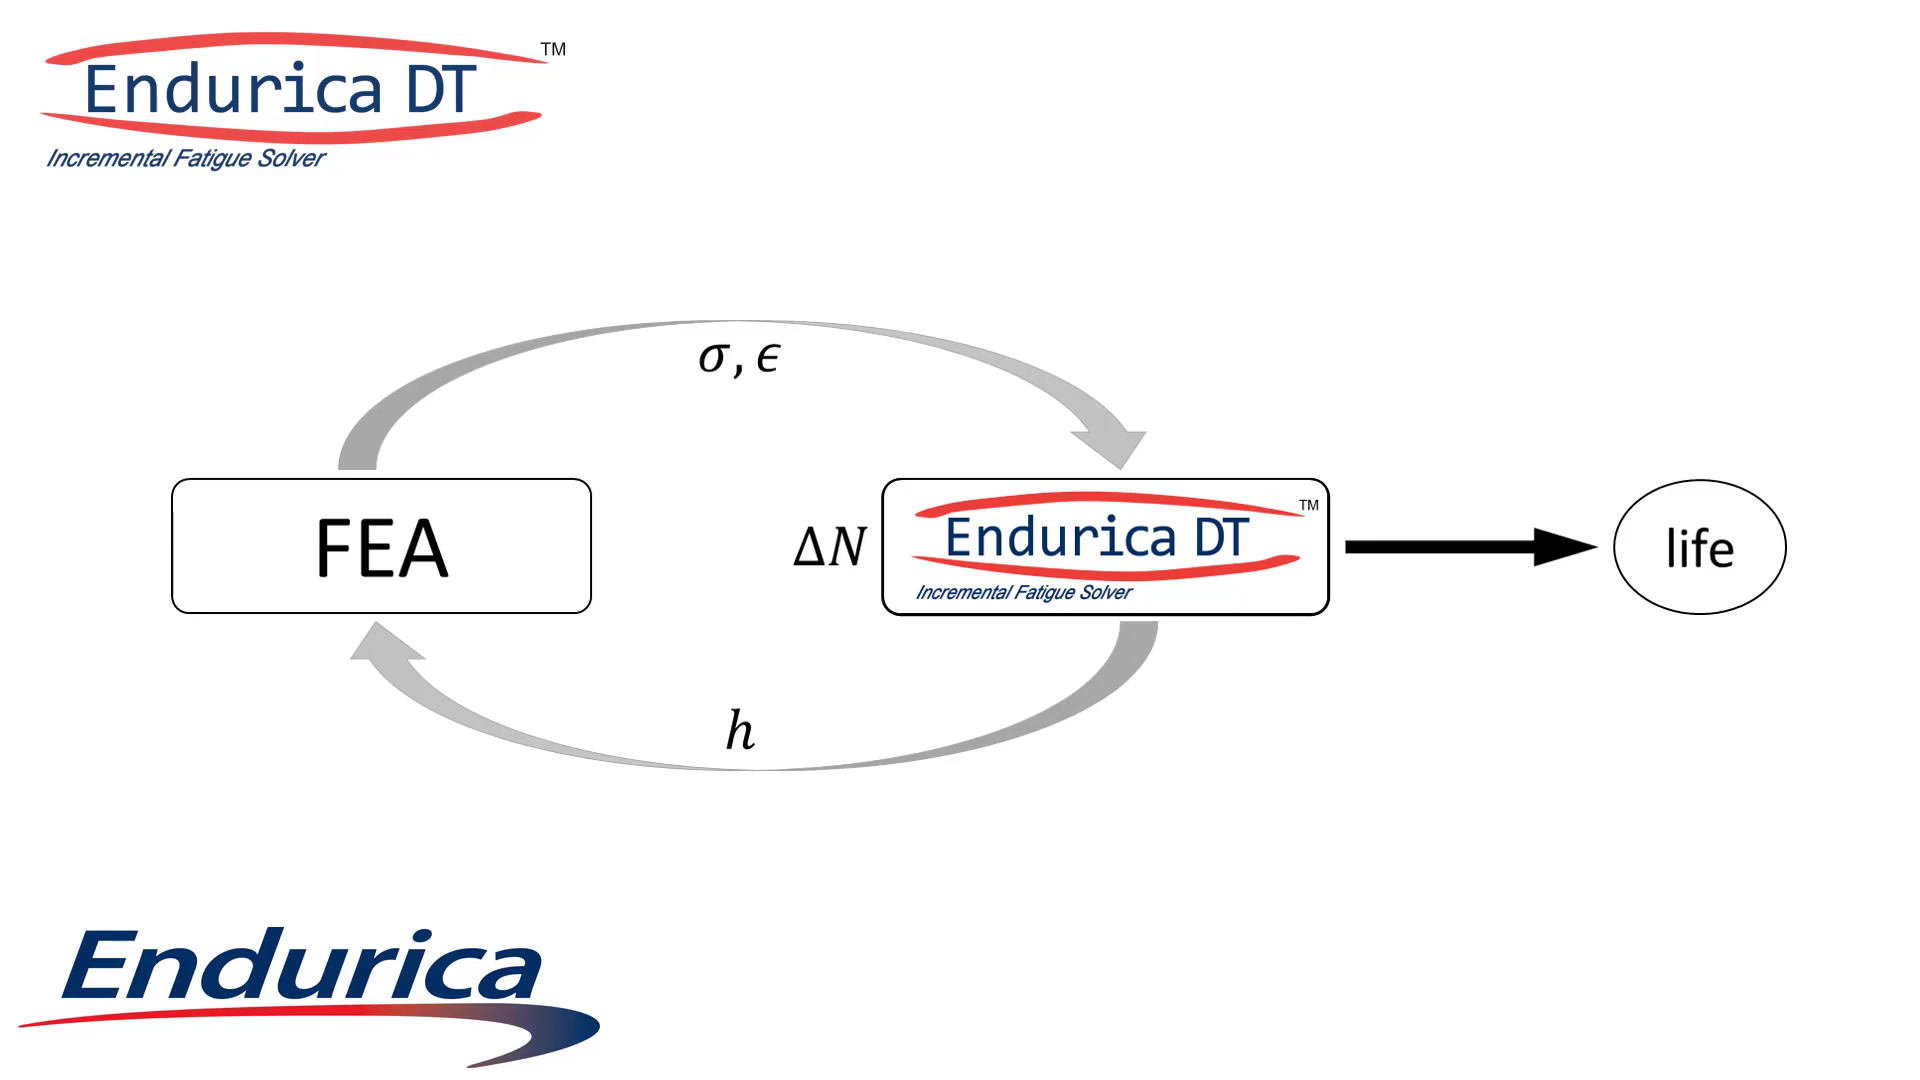 Endurica DT™
Incremental Fatigue Solver
σ, ϵ
FEA
ΔN
Endurica DT™
Incremental Fatigue Solver
life
h
Endurica